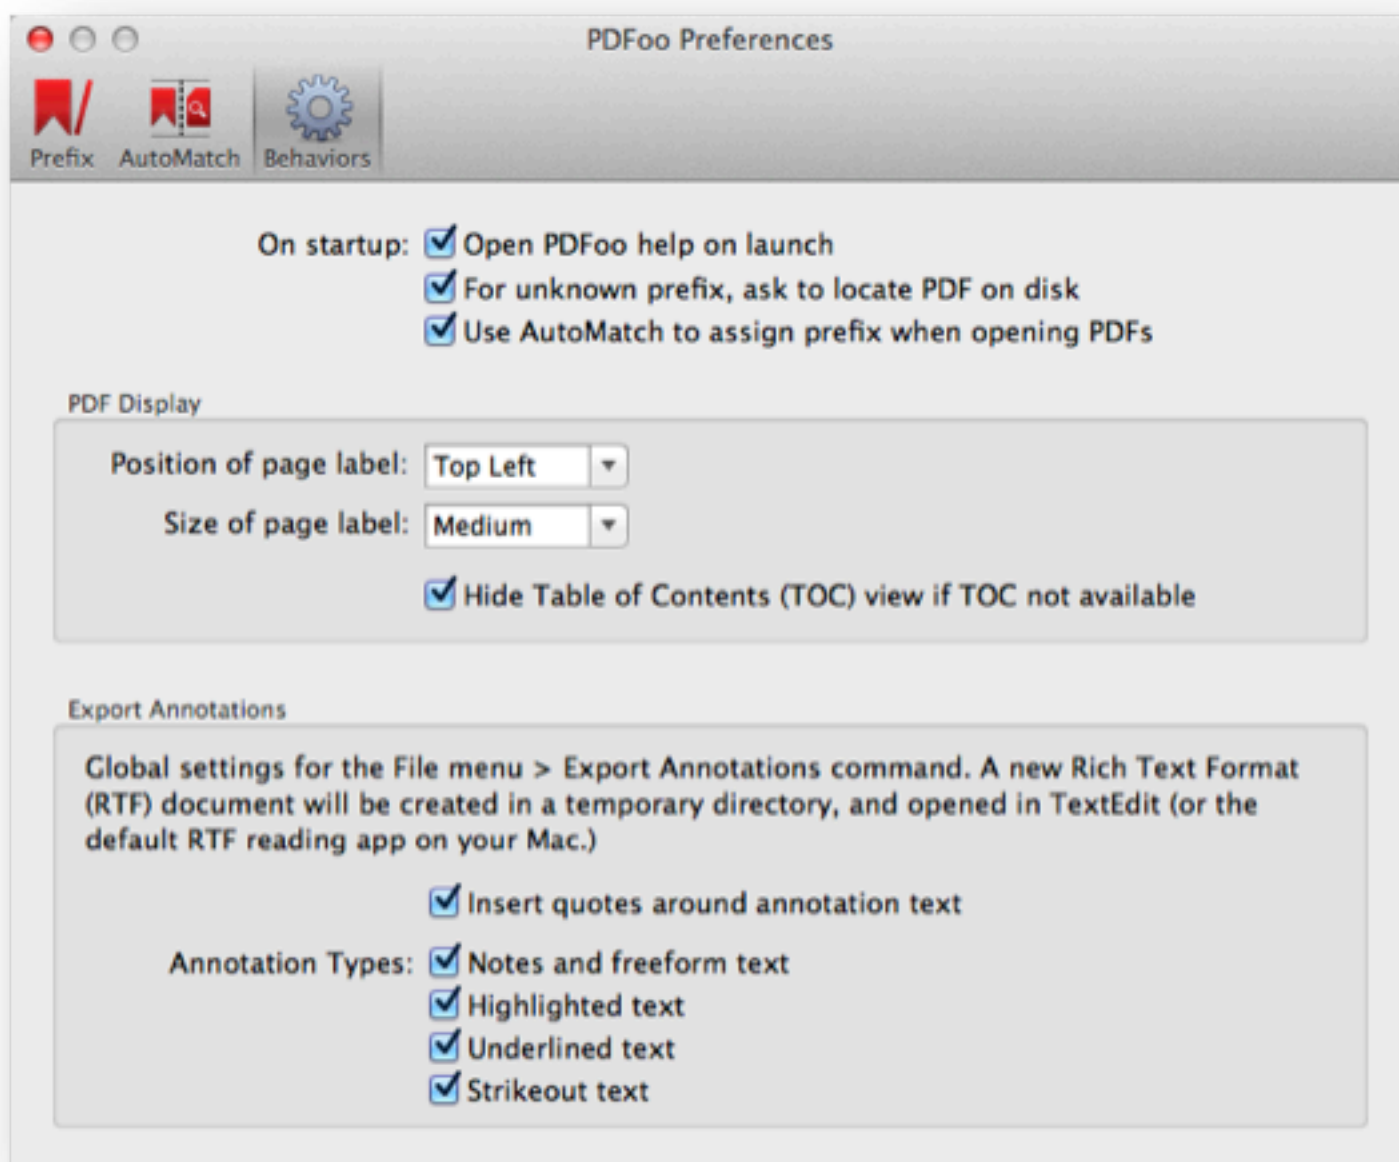 PDFoo Preferences
Prefix AutoMatch Behaviors
On startup: Open PDFoo help on launch
For unknown prefix, ask to locate PDF on disk
Use AutoMatch to assign prefix when opening PDFs
PDF Display
Position of page label: Top Left
Size of page label: Medium
Hide Table of Contents (TOC) view if TOC not available
Export Annotations
Global settings for the File menu > Export Annotations command. A new Rich Text Format
(RTF) document will be created in a temporary directory, and opened in TextEdit (or the
default RTF reading app on your Mac.)
Insert quotes around annotation text
Annotation Types: Notes and freeform text
Highlighted text
Underlined text
Strikeout text